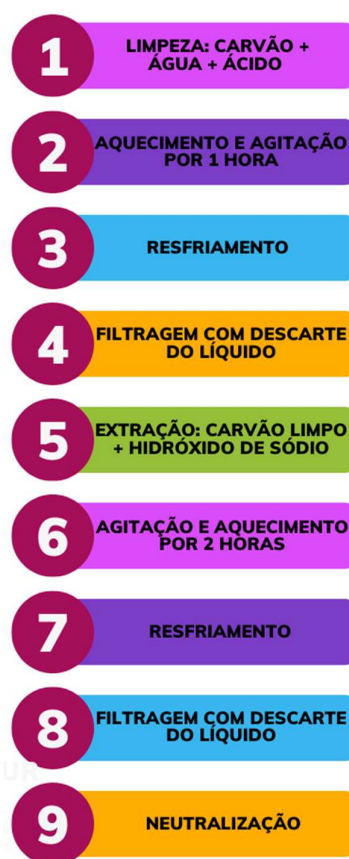 1
LIMPEZA: CARVÃO +
ÁGUA + ÁCIDO
2
AQUECIMENTO E AGITAÇÃO
POR 1 HORA
3
RESFRIAMENTO
4
FILTRAGEM COM DESCARTE
DO LÍQUIDO
5
EXTRAÇÃO: CARVÃO LIMPO
+ HIDRÓXIDO DE SÓDIO
6
AGITAÇÃO E AQUECIMENTO
POR 2 HORAS
7
RESFRIAMENTO
8
FILTRAGEM COM DESCARTE
DO LÍQUIDO
9
NEUTRALIZAÇÃO